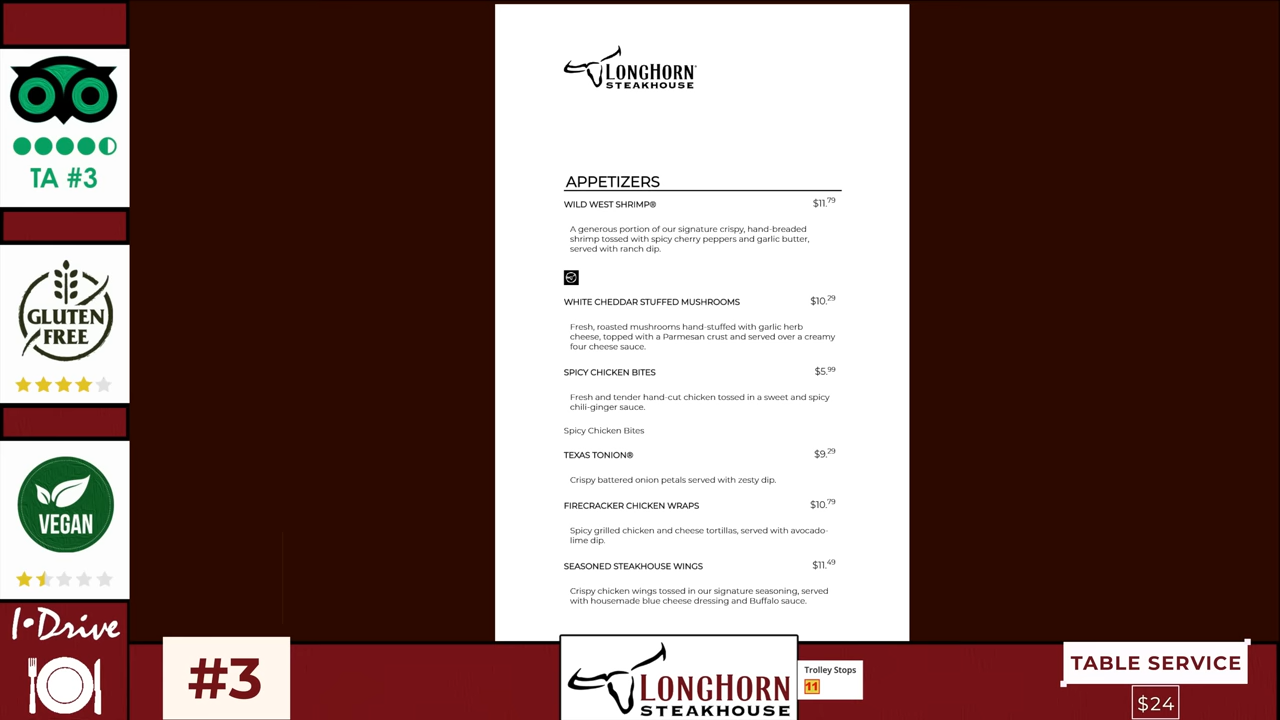 TA #3
GLUTEN
FREE
VEGAN
I•Drive
#3
LONGHORN®
STEAKHOUSE
APPETIZERS
WILD WEST SHRIMP® $11.79
A generous portion of our signature crispy, hand-breaded
shrimp tossed with spicy cherry peppers and garlic butter,
served with ranch dip.
WHITE CHEDDAR STUFFED MUSHROOMS $10.29
Fresh, roasted mushrooms hand-stuffed with garlic herb
cheese, topped with a Parmesan crust and served over a creamy
four cheese sauce.
SPICY CHICKEN BITES $5.99
Fresh and tender hand-cut chicken tossed in a sweet and spicy
chili-ginger sauce.
Spicy Chicken Bites
TEXAS TONION® $9.29
Crispy battered onion petals served with zesty dip.
FIRECRACKER CHICKEN WRAPS $10.79
Spicy grilled chicken and cheese tortillas, served with avocado-
lime dip.
SEASONED STEAKHOUSE WINGS $11.49
Crispy chicken wings tossed in our signature seasoning, served
with housemade blue cheese dressing and Buffalo sauce.
LONGHORN
STEAKHOUSE
Trolley Stops
11
TABLE SERVICE
$24